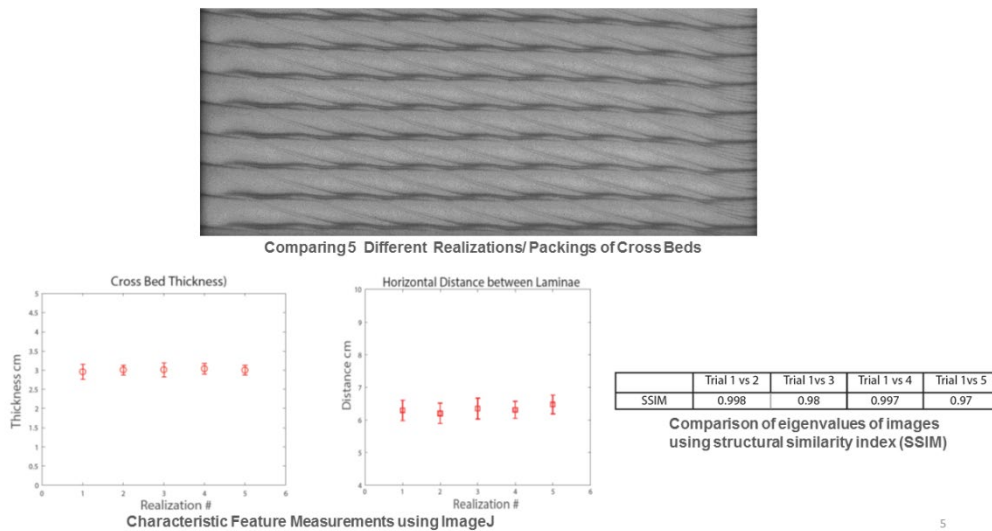 Comparing 5 Different Realizations/ Packings of Cross Beds
Cross Bed Thickness)
5
4.5
4
3.5
3
2.5
2
1.5
1
0.5
0
0 1 2 3 4 5 6
Thickness cm
Realization #
Horizontal Distance between Laminae
10
9
8
7
6
5
4
0 1 2 3 4 5 6
Distance cm
Realization #
Characteristic Feature Measurements using ImageJ
Trial 1 vs 2 Trial 1vs 3 Trial 1 vs 4 Trial 1vs 5
SSIM 0.998 0.98 0.997 0.97
Comparison of eigenvalues of images
using structural similarity index (SSIM)
5